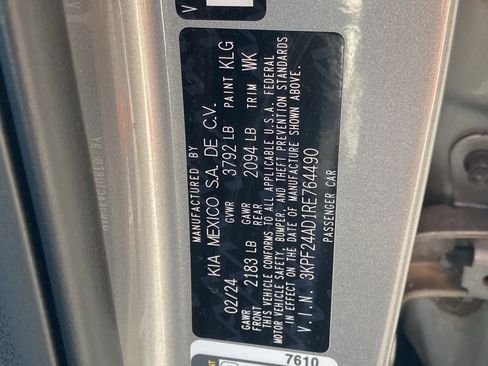 MANUFACTURED BY
KIA MEXICO S.A. DE C.V.
02/24 GVWR 3792 LB PAINT KLG
GAWR FRONT 2183 LB GAWR REAR 2094 LB TRIM WK
THIS VEHICLE CONFORMS TO ALL APPLICABLE U.S.A. FEDERAL
MOTOR VEHICLE SAFETY, BUMPER, AND THEFT PREVENTION STANDARDS
IN EFFECT ON THE DATE OF MANUFACTURE SHOWN ABOVE.
V.I.N. 3KPF24AD1RE764490
PASSENGER CAR
7610
V